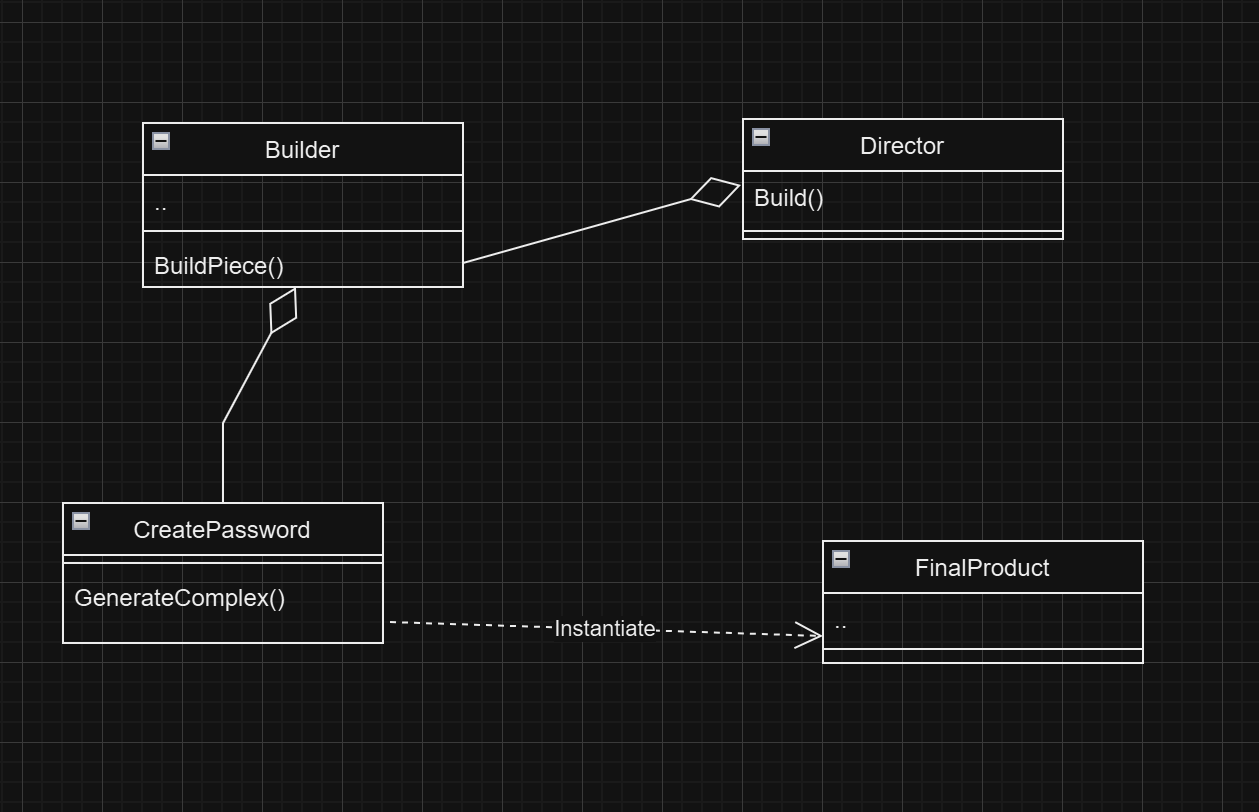 Builder
..
BuildPiece()
Director
Build()
CreatePassword
GenerateComplex()
Instantiate
FinalProduct
..